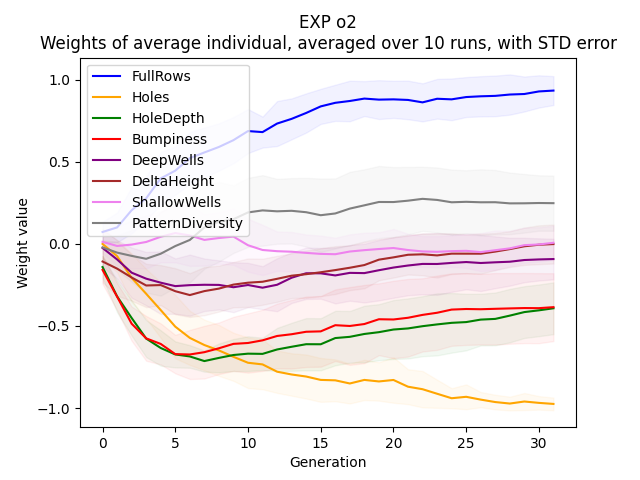 EXP o2
Weights of average individual, averaged over 10 runs, with STD error
FullRows
Holes
HoleDepth
Bumpiness
DeepWells
DeltaHeight
ShallowWells
PatternDiversity
Weight value
1.0
0.5
0.0
−0.5
−1.0
0 5 10 15 20 25 30
Generation